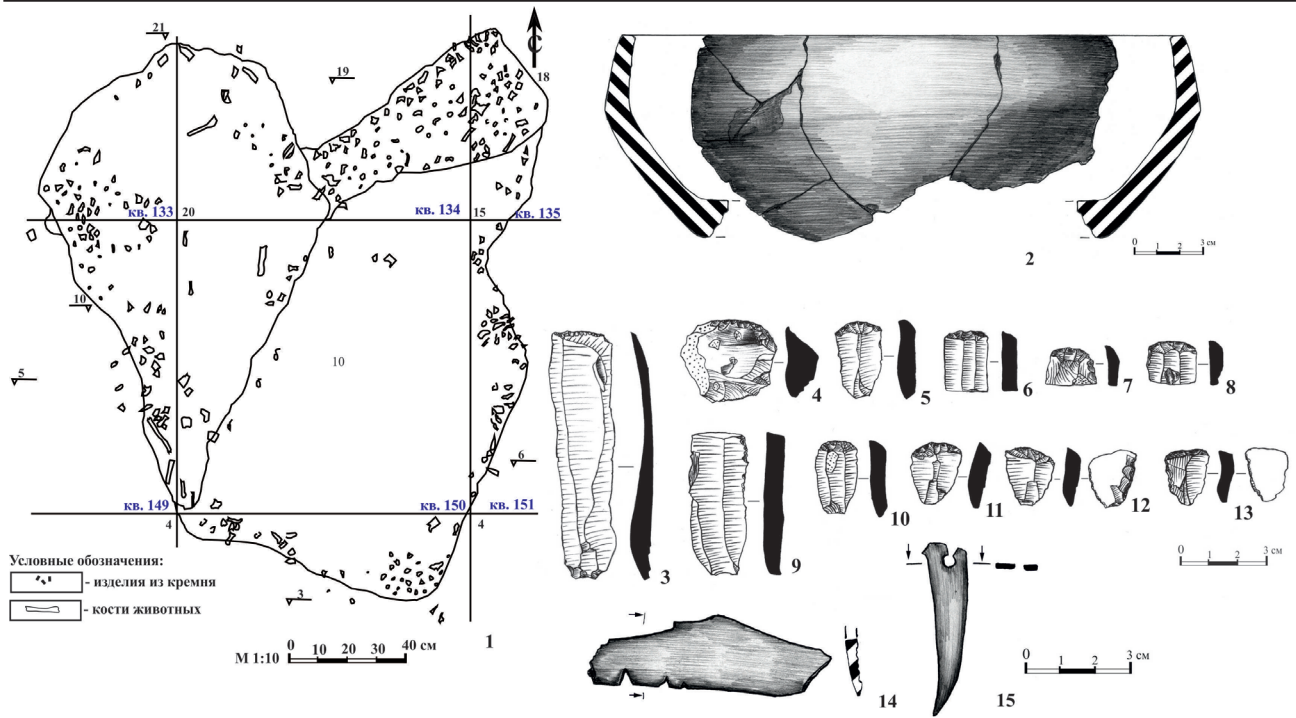 21
19
С
18
кв. 133
20
кв. 134
15
кв. 135
10
10
5
6
кв. 149
кв. 150
кв. 151
4
4
3
Условные обозначения:
- изделия из кремня
- кости животных
М 1:10
0 10 20 30 40 см
1
2
0 1 2 3 см
3
4
5
6
7
8
9
10
11
12
13
0 1 2 3 см
14
15
0 1 2 3 см